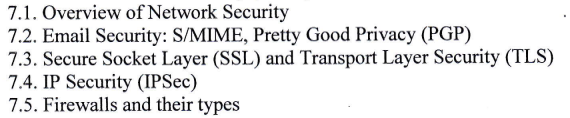 7.1. Overview of Network Security
7.2. Email Security: S/MIME, Pretty Good Privacy (PGP)
7.3. Secure Socket Layer (SSL) and Transport Layer Security (TLS)
7.4. IP Security (IPSec)
7.5. Firewalls and their types